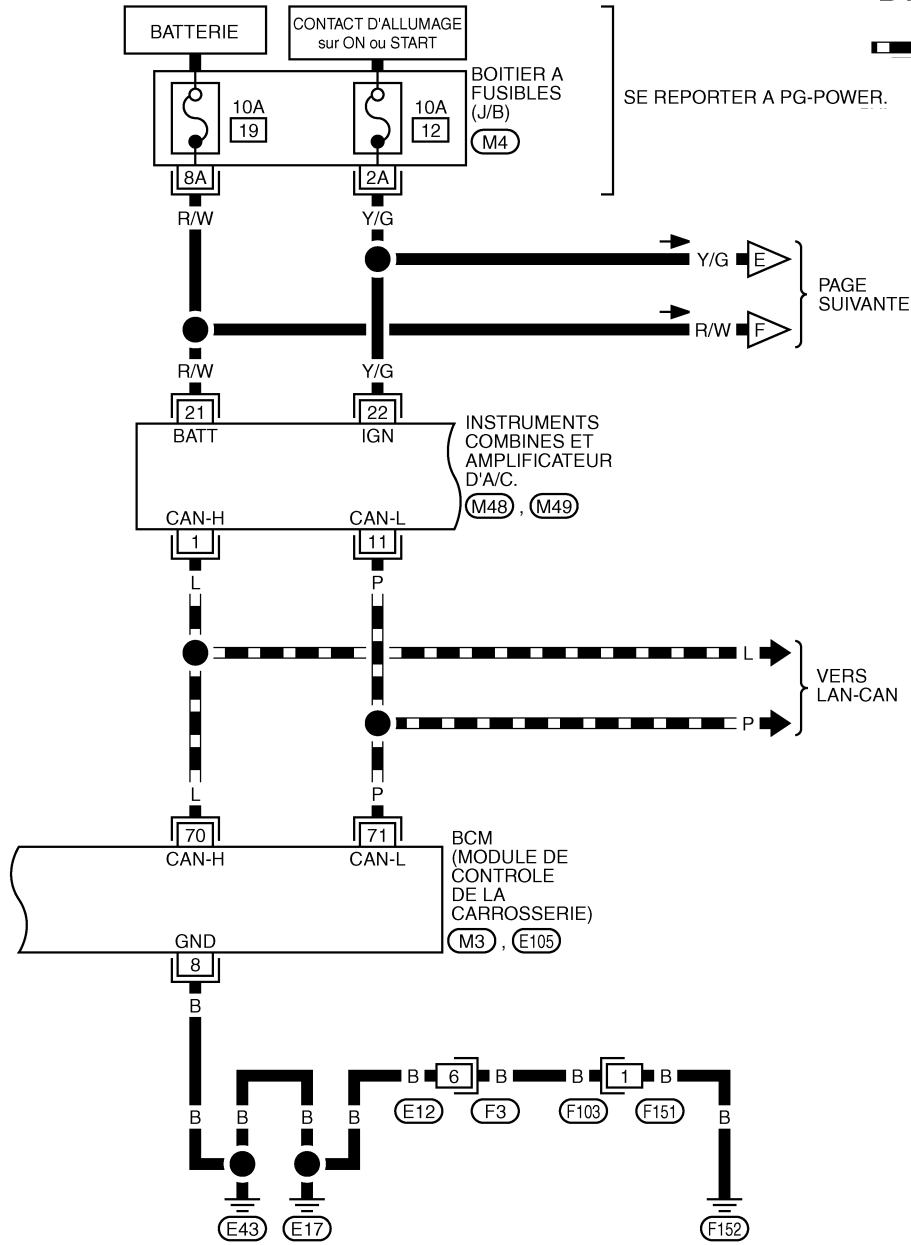 BATTERIE
CONTACT D'ALLUMAGE
sur ON ou START
BOITIER A
FUSIBLES
(J/B)
M4
10A
19
10A
12
SE REPORTER A PG-POWER.
8A
2A
R/W
Y/G
Y/G
E
R/W
F
PAGE
SUIVANTE
R/W
Y/G
21
22
BATT
IGN
INSTRUMENTS
COMBINES ET
AMPLIFICATEUR
D'A/C.
M48 , M49
CAN-H
CAN-L
1
11
L
P
L
P
VERS
LAN-CAN
L
P
70
71
CAN-H
CAN-L
BCM
(MODULE DE
CONTROLE
DE LA
CARROSSERIE)
M3 , E105
GND
8
B
B
6
B
B
1
B
E12
F3
F103
F151
B
B
B
B
B
E43
E17
F152